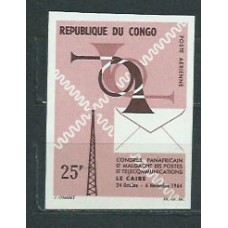 REPUBLIQUE DU CONGO
POSTE AERIENNE
25F
CONGRES PANAFRICAIN
ET MALGACHE DES POSTES
ET TELECOMMUNICATIONS
LE CAIRE
24 Octobre - 6 Novembre 1964